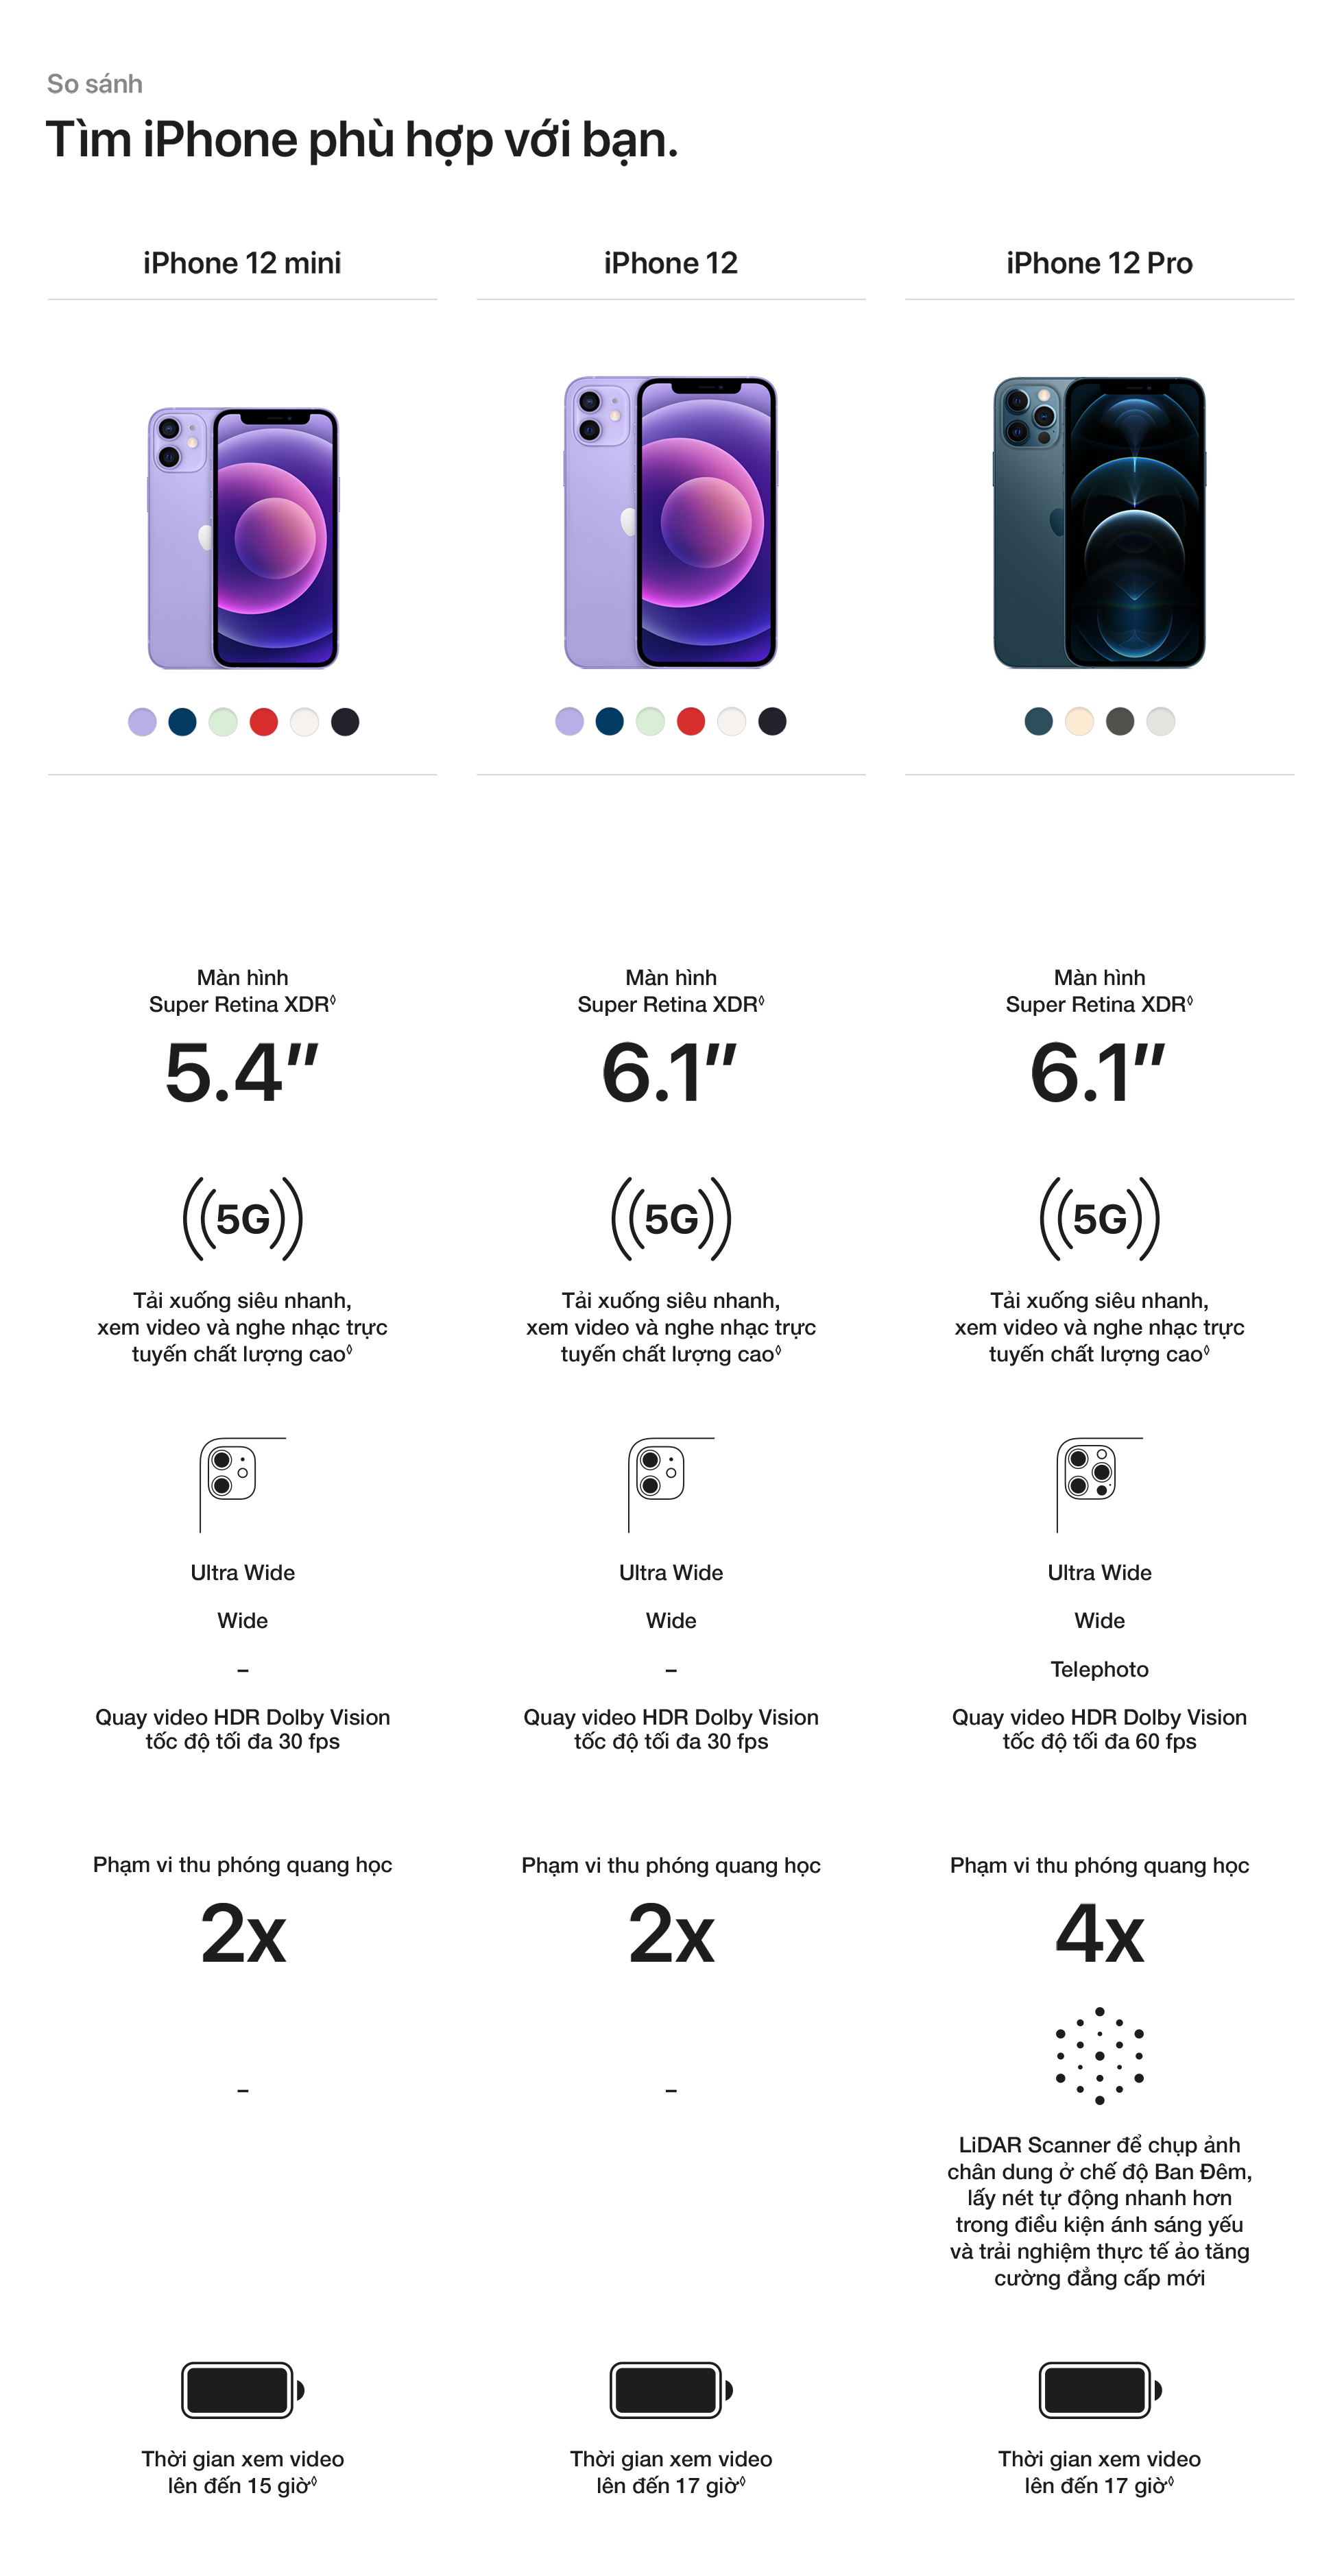 So sánh
Tìm iPhone phù hợp với bạn.
iPhone 12 mini
iPhone 12
iPhone 12 Pro
Màn hình
Super Retina XDR◊
5.4”
Màn hình
Super Retina XDR◊
6.1”
Màn hình
Super Retina XDR◊
6.1”
5G
Tải xuống siêu nhanh,
xem video và nghe nhạc trực
tuyến chất lượng cao◊
5G
Tải xuống siêu nhanh,
xem video và nghe nhạc trực
tuyến chất lượng cao◊
5G
Tải xuống siêu nhanh,
xem video và nghe nhạc trực
tuyến chất lượng cao◊
Ultra Wide
Wide
–
Quay video HDR Dolby Vision
tốc độ tối đa 30 fps
Ultra Wide
Wide
–
Quay video HDR Dolby Vision
tốc độ tối đa 30 fps
Ultra Wide
Wide
Telephoto
Quay video HDR Dolby Vision
tốc độ tối đa 60 fps
Phạm vi thu phóng quang học
2x
Phạm vi thu phóng quang học
2x
Phạm vi thu phóng quang học
4x
–
–
LiDAR Scanner để chụp ảnh
chân dung ở chế độ Ban Đêm,
lấy nét tự động nhanh hơn
trong điều kiện ánh sáng yếu
và trải nghiệm thực tế ảo tăng
cường đẳng cấp mới
Thời gian xem video
lên đến 15 giờ◊
Thời gian xem video
lên đến 17 giờ◊
Thời gian xem video
lên đến 17 giờ◊